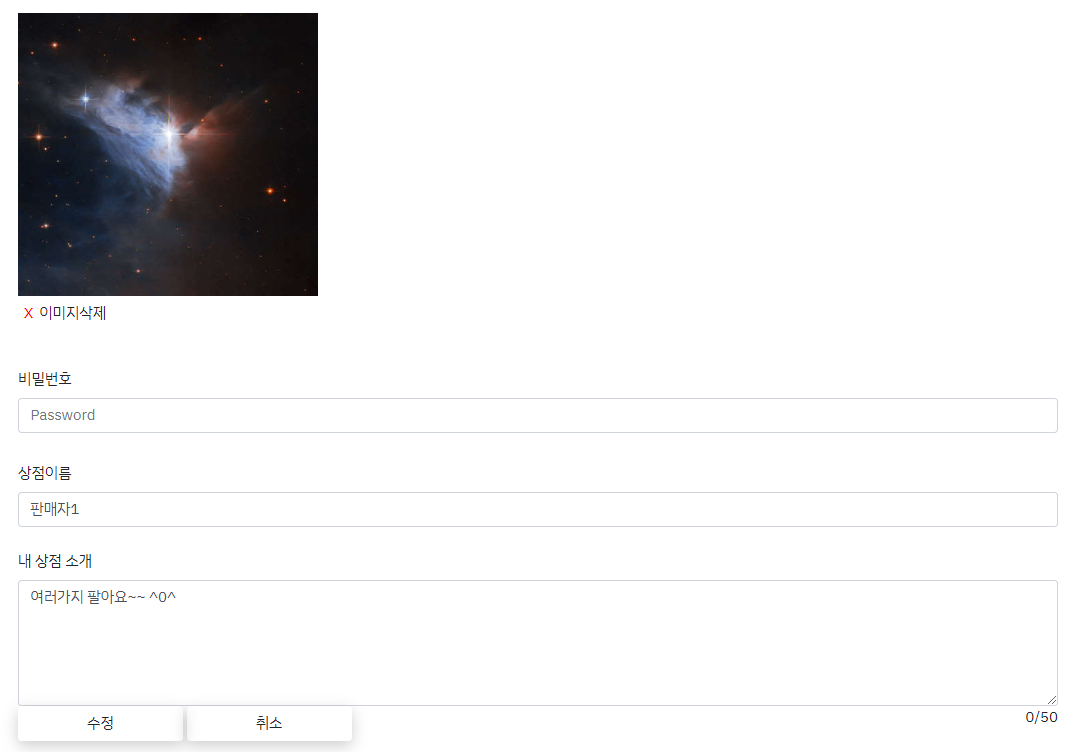 X 이미지삭제
비밀번호
Password
상점이름
판매자1
내 상점 소개
여러가지 팔아요~~ ^0^
수정 취소 0/50